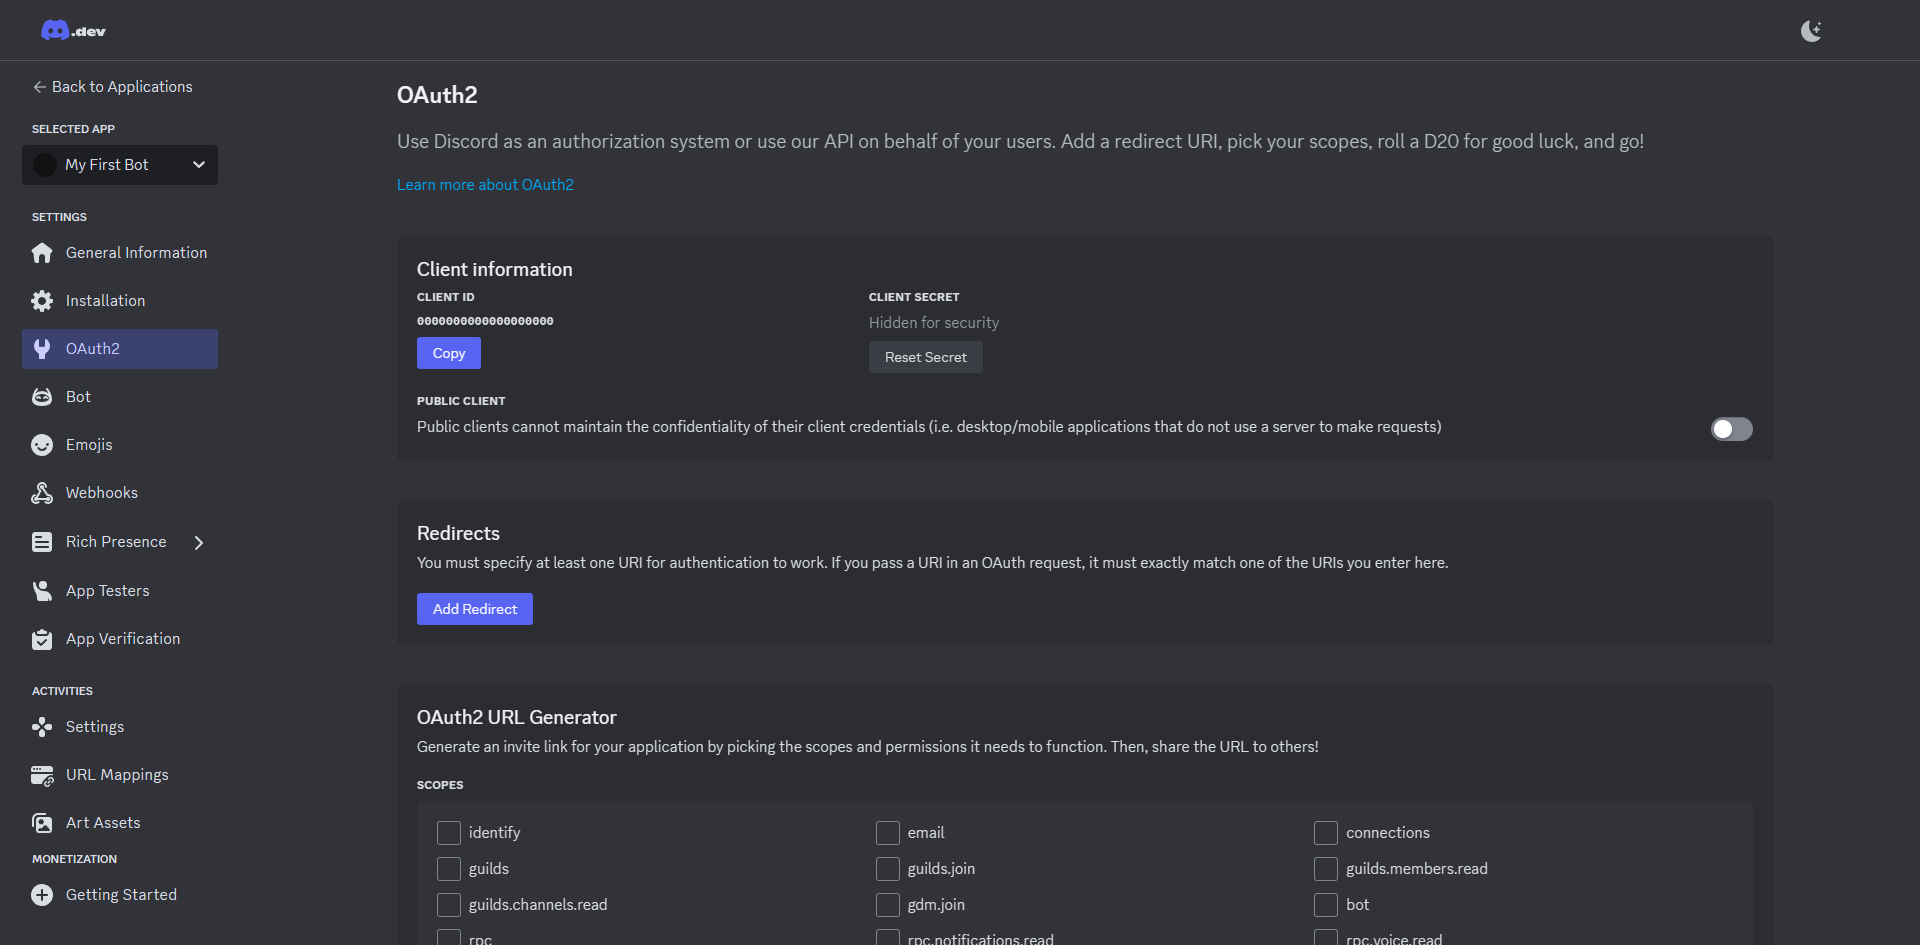 .dev
Back to Applications
SELECTED APP
My First Bot
SETTINGS
General Information
Installation
OAuth2
Bot
Emojis
Webhooks
Rich Presence
App Testers
App Verification
ACTIVITIES
Settings
URL Mappings
Art Assets
MONETIZATION
Getting Started
OAuth2
Use Discord as an authorization system or use our API on behalf of your users. Add a redirect URI, pick your scopes, roll a D20 for good luck, and go!
Learn more about OAuth2
Client information
CLIENT ID
0000000000000000000
Copy
CLIENT SECRET
Hidden for security
Reset Secret
PUBLIC CLIENT
Public clients cannot maintain the confidentiality of their client credentials (i.e. desktop/mobile applications that do not use a server to make requests)
Redirects
You must specify at least one URI for authentication to work. If you pass a URI in an OAuth request, it must exactly match one of the URIs you enter here.
Add Redirect
OAuth2 URL Generator
Generate an invite link for your application by picking the scopes and permissions it needs to function. Then, share the URL to others!
SCOPES
identify
email
connections
guilds
guilds.join
guilds.members.read
guilds.channels.read
gdm.join
bot
rpc
rpc.notifications.read
rpc.voice.read